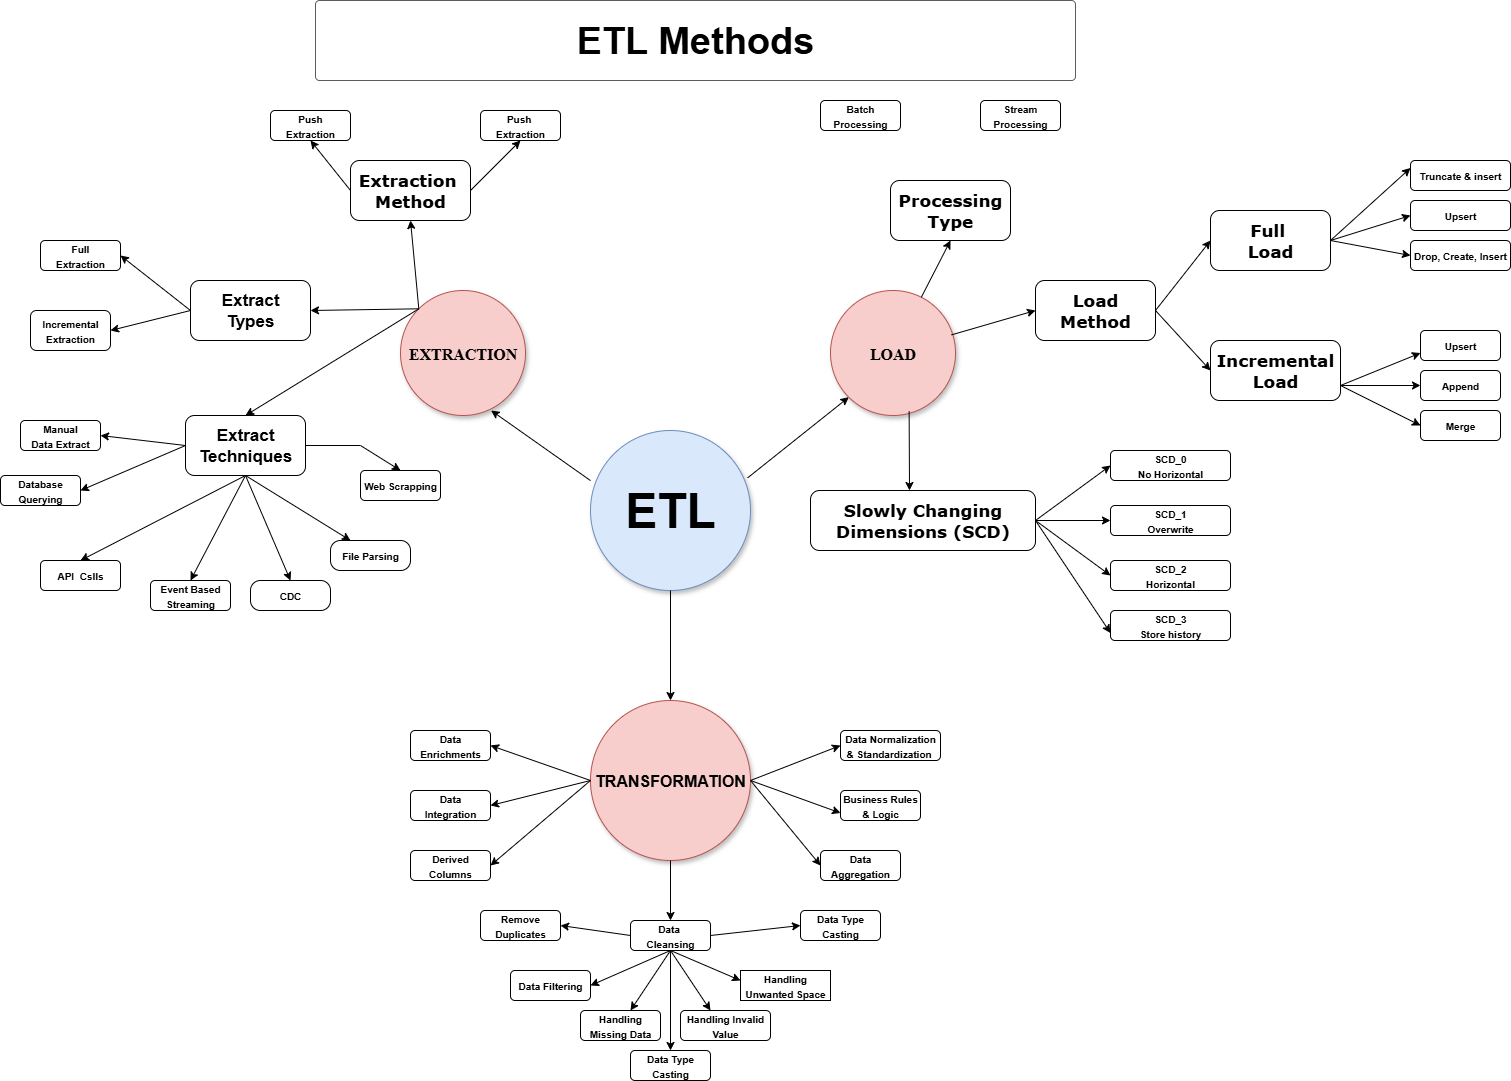 ETL Methods
Push
Extraction
Push
Extraction
Extraction
Method
Full
Extraction
Incremental
Extraction
Extract
Types
EXTRACTION
Extract
Techniques
Manual
Data Extract
Database
Querying
API  Cslls
Event Based
Streaming
CDC
File Parsing
Web Scrapping
Batch
Processing
Stream
Processing
Processing
Type
LOAD
Load
Method
Full
Load
Truncate & insert
Upsert
Drop, Create, Insert
Incremental
Load
Upsert
Append
Merge
Slowly Changing
Dimensions (SCD)
SCD_0
No Horizontal
SCD_1
Overwrite
SCD_2
Horizontal
SCD_3
Store history
ETL
TRANSFORMATION
Data
Enrichments
Data
Integration
Derived
Columns
Data Normalization
& Standardization
Business Rules
& Logic
Data
Aggregation
Data
Cleansing
Remove
Duplicates
Data Type
Casting
Data Filtering
Handling
Unwanted Space
Handling
Missing Data
Handling Invalid
Value
Data Type
Casting